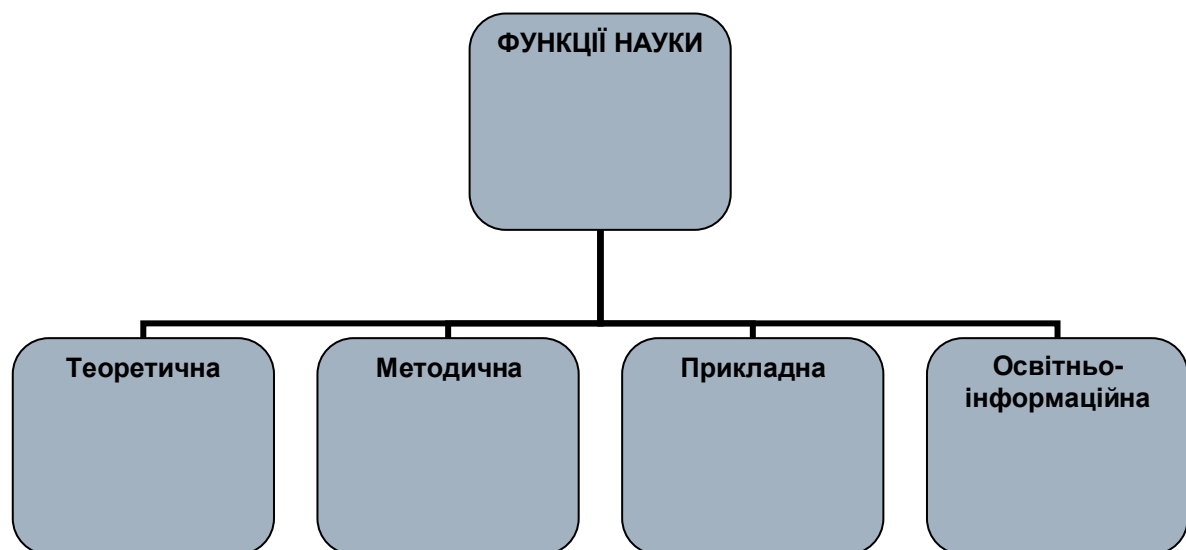 ФУНКЦІЇ НАУКИ
Теоретична
Методична
Прикладна
Освітньо-
інформаційна